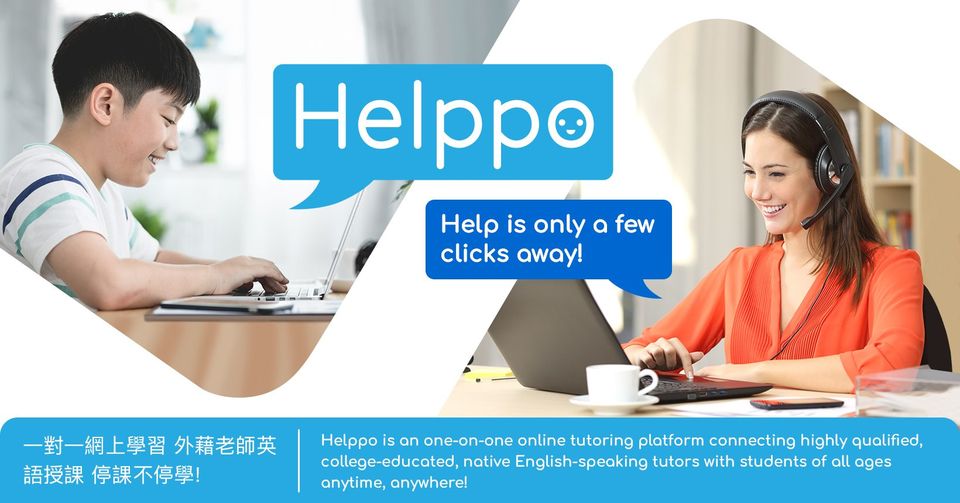 Helppo
Help is only a few
clicks away!
一對一網上學習 外藉老師英
語授課 停課不停學!
Helppo is an one-on-one online tutoring platform connecting highly qualified,
college-educated, native English-speaking tutors with students of all ages
anytime, anywhere!